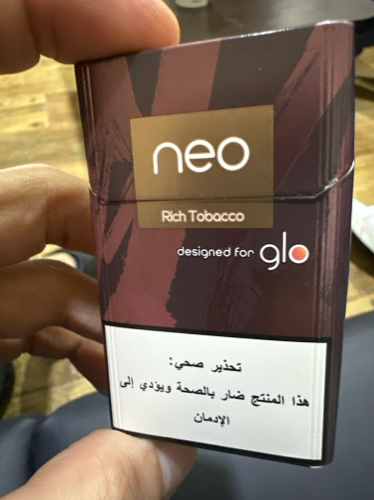 neo
Rich Tobacco
designed for glo
تحذير صحي:
هذا المنتج ضار بالصحة ويؤدي إلى
الإدمان